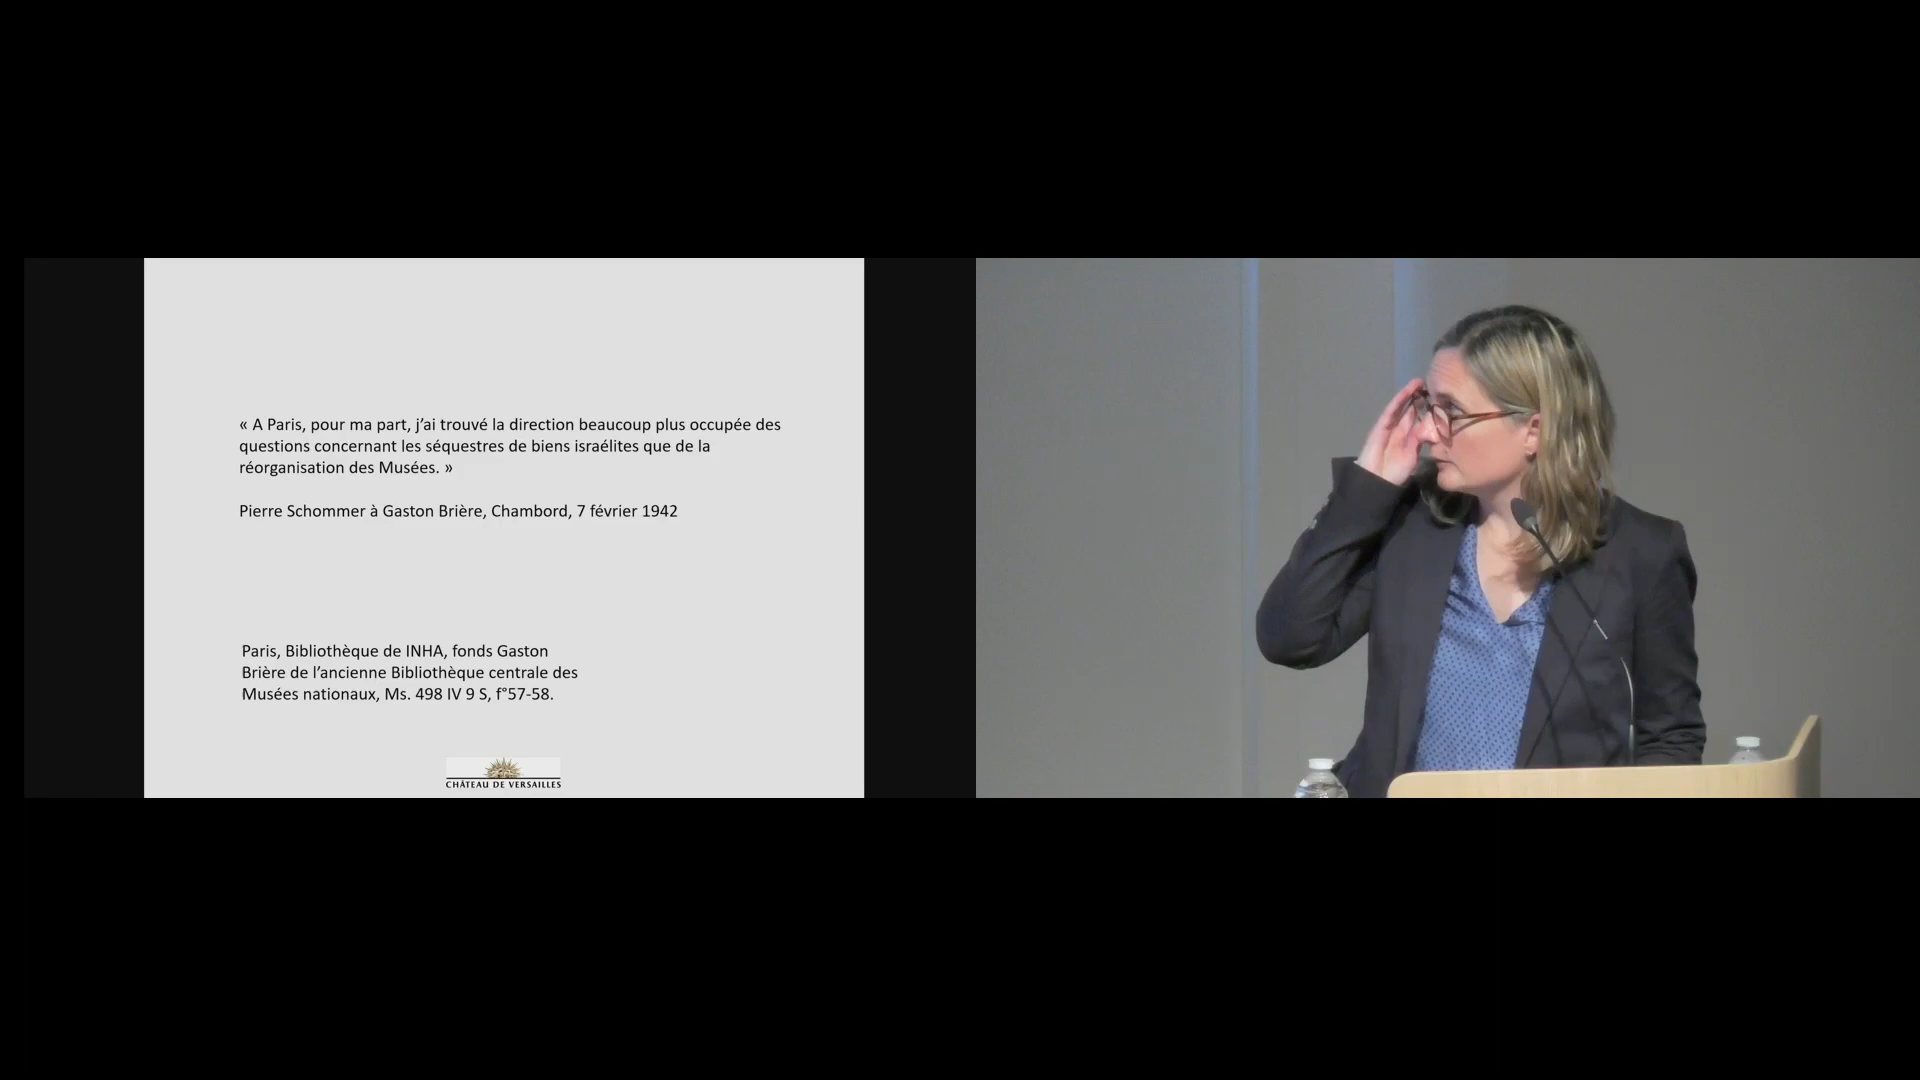 « A Paris, pour ma part, j’ai trouvé la direction beaucoup plus occupée des
questions concernant les séquestres de biens israélites que de la
réorganisation des Musées. »
Pierre Schommer à Gaston Brière, Chambord, 7 février 1942
Paris, Bibliothèque de INHA, fonds Gaston
Brière de l’ancienne Bibliothèque centrale des
Musées nationaux, Ms. 498 IV 9 S, f°57-58.
CHÂTEAU DE VERSAILLES